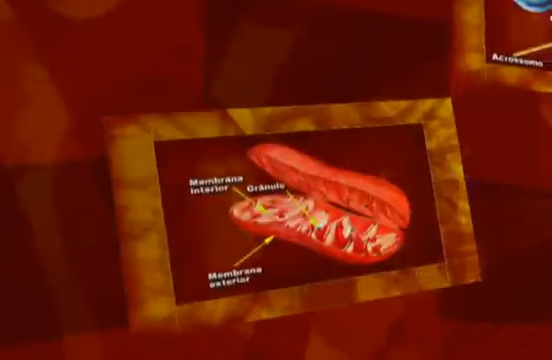 Acrossomo
Membrana
interior
Grânulo
Membrana
exterior